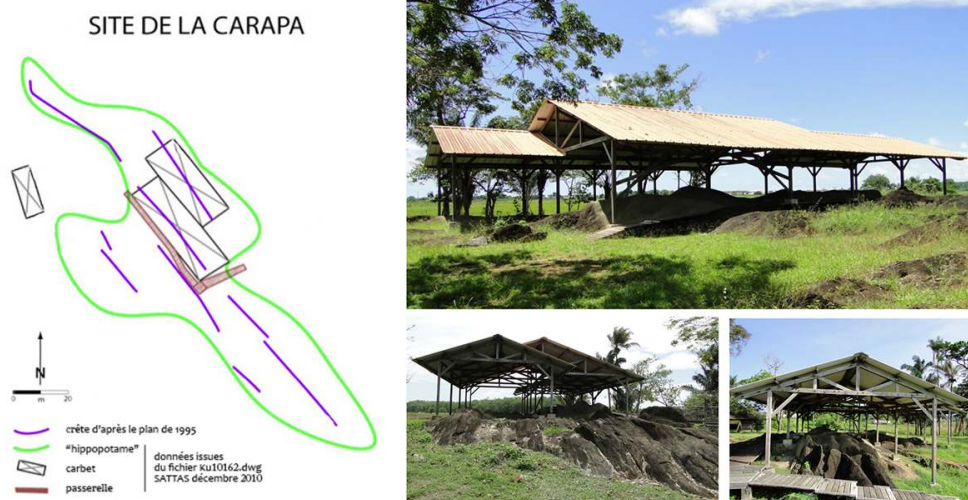 SITE DE LA CARAPA
N
0 m 20
crête d'après le plan de 1995
"hippopotame"
carbet
passerelle
données issues
du fichier Ku10162.dwg
SATTAS décembre 2010